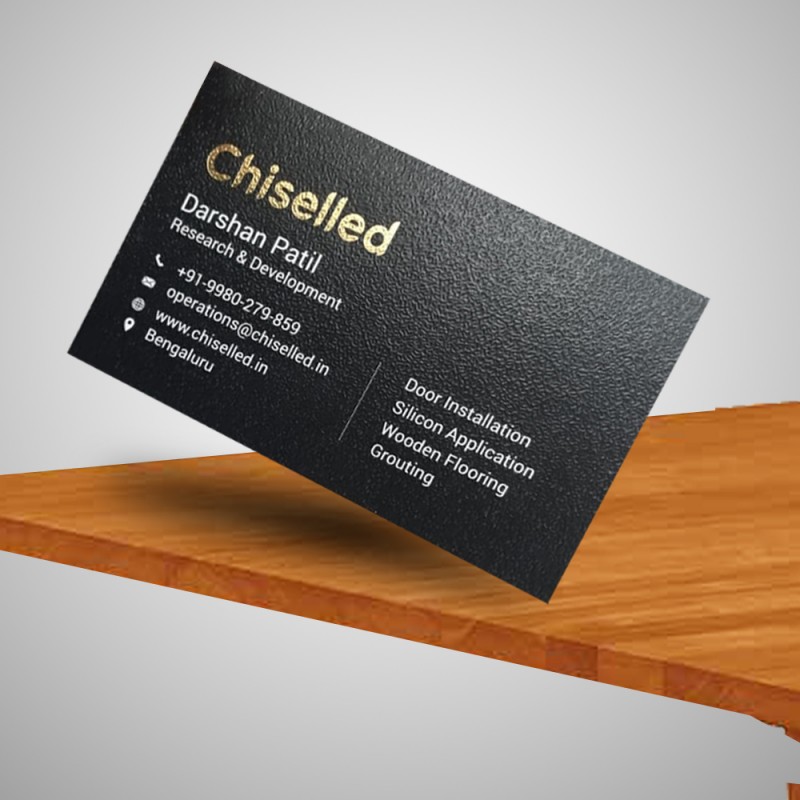 Chiselled
Darshan Patil
Research & Development
+91-9980-279-859
operations@chiselled.in
www.chiselled.in
Bengaluru
Door Installation
Silicon Application
Wooden Flooring
Grouting